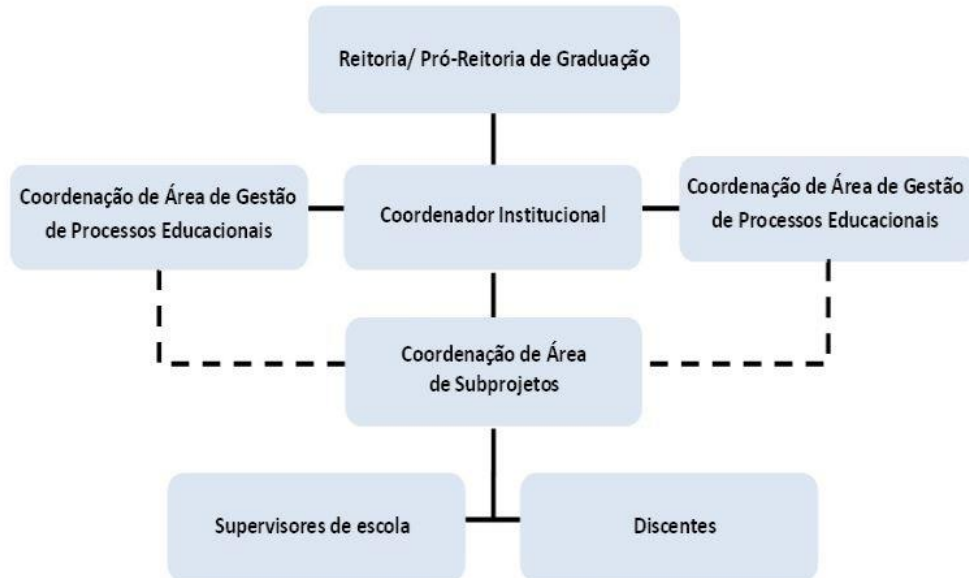 Reitoria/ Pró-Reitoria de Graduação
Coordenação de Área de Gestão
de Processos Educacionais
Coordenador Institucional
Coordenação de Área de Gestão
de Processos Educacionais
Coordenação de Área
de Subprojetos
Supervisores de escola
Discentes